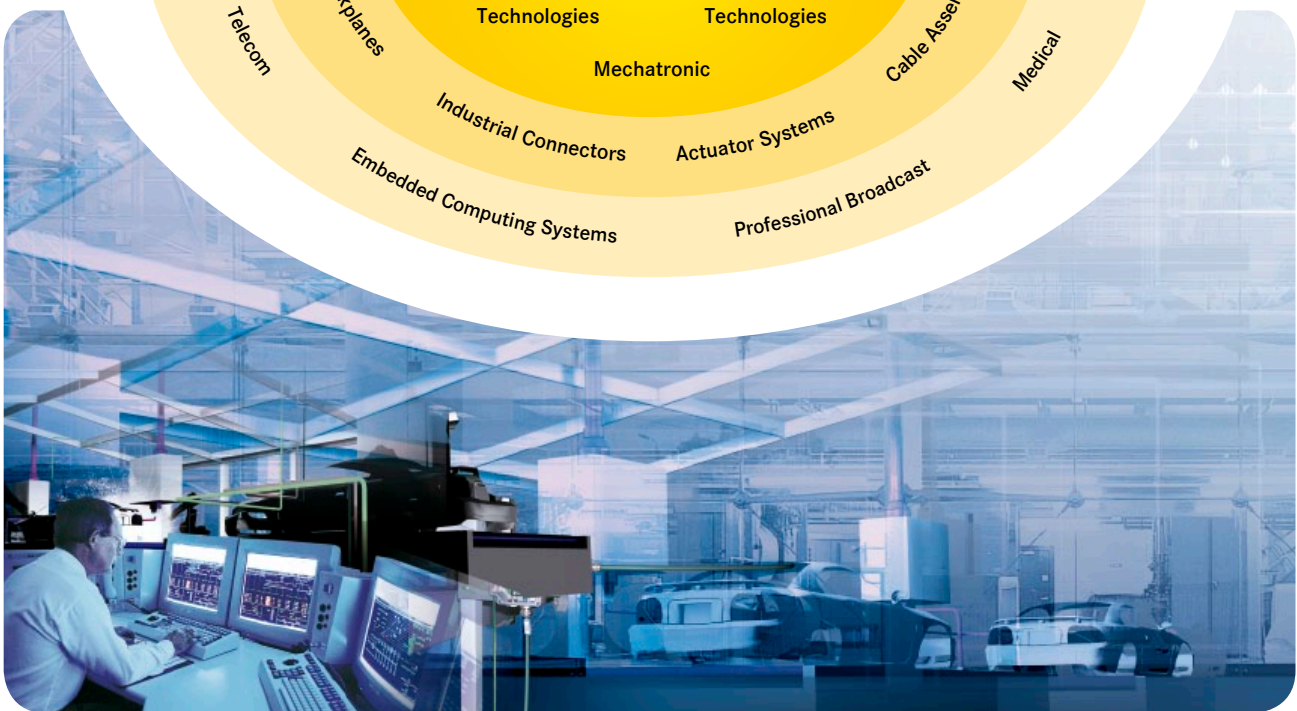 Technologies
Technologies
Mechatronic
Industrial Connectors
Actuator Systems
Telecom
Embedded Computing Systems
Professional Broadcast
Medical